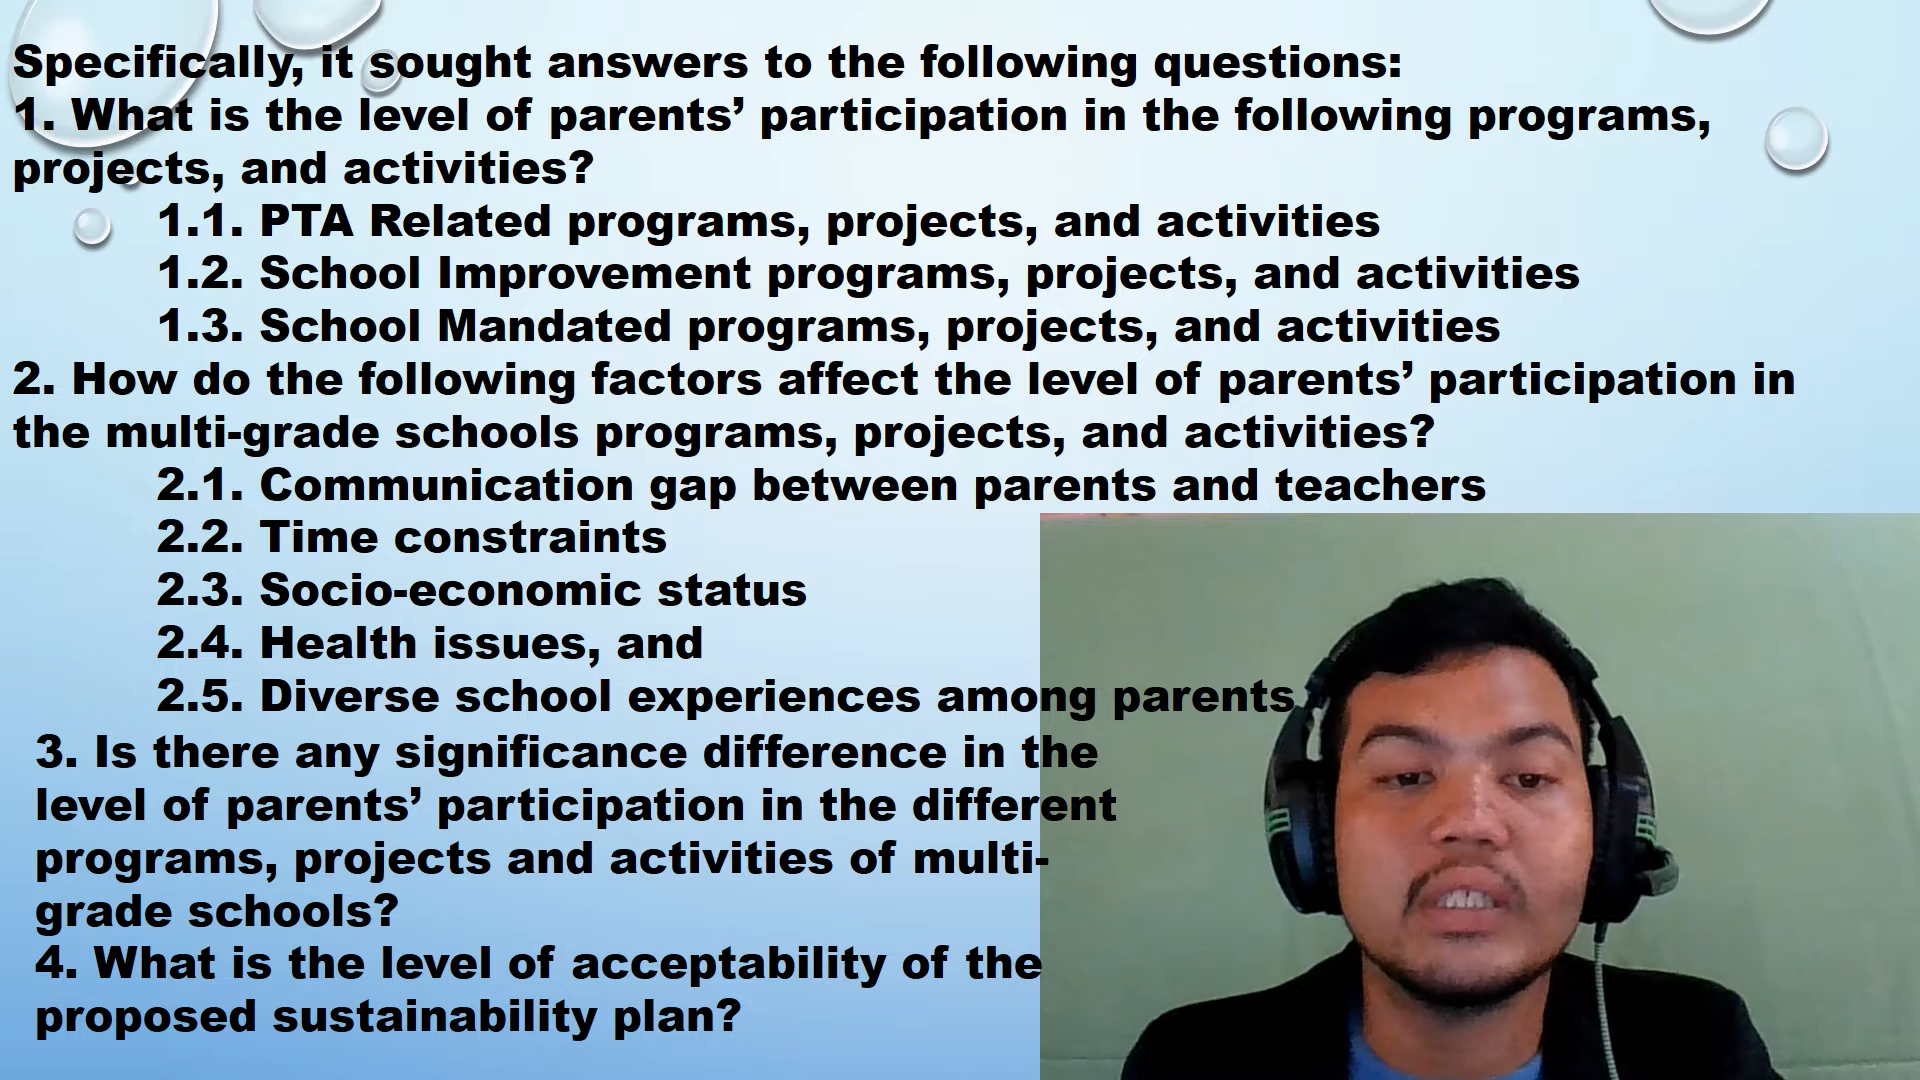 Specifically, it sought answers to the following questions:
1. What is the level of parents’ participation in the following programs,
projects, and activities?
1.1. PTA Related programs, projects, and activities
1.2. School Improvement programs, projects, and activities
1.3. School Mandated programs, projects, and activities
2. How do the following factors affect the level of parents’ participation in
the multi-grade schools programs, projects, and activities?
2.1. Communication gap between parents and teachers
2.2. Time constraints
2.3. Socio-economic status
2.4. Health issues, and
2.5. Diverse school experiences among parents
3. Is there any significance difference in the
level of parents’ participation in the different
programs, projects and activities of multi-
grade schools?
4. What is the level of acceptability of the
proposed sustainability plan?